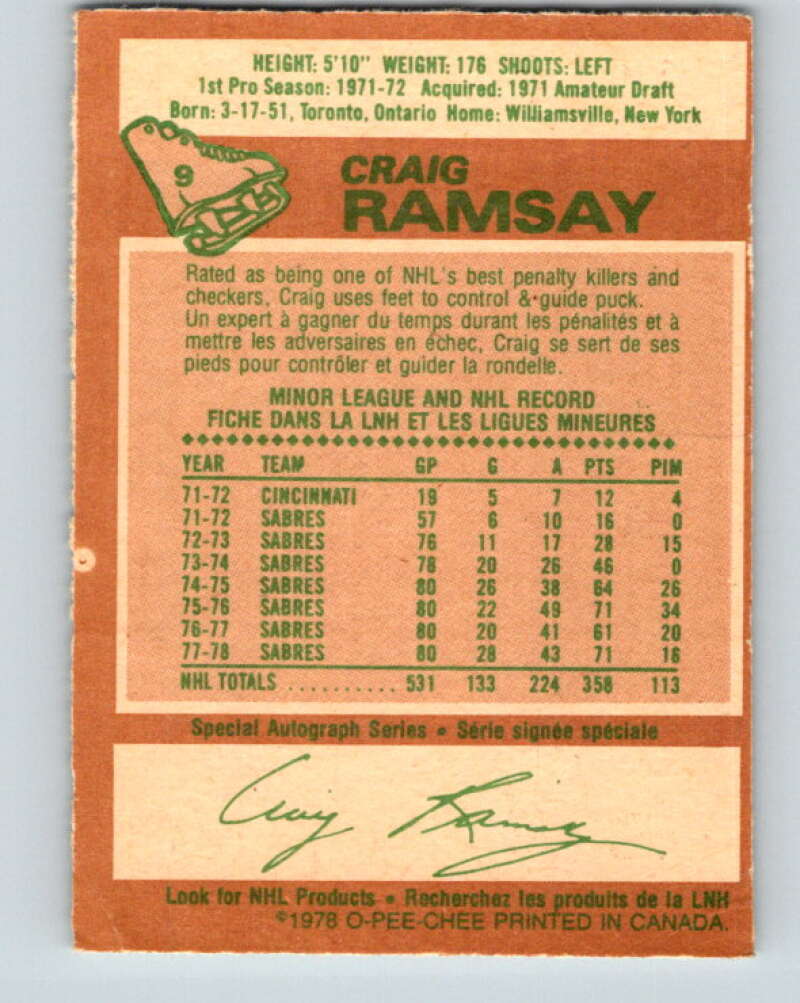 HEIGHT: 5'10" WEIGHT: 176 SHOOTS: LEFT
1st Pro Season: 1971-72 Acquired: 1971 Amateur Draft
Born: 3-17-51, Toronto, Ontario Home: Williamsville, New York
9
CRAIG
RAMSAY
Rated as being one of NHL's best penalty killers and
checkers, Craig uses feet to control & guide puck.
Un expert à gagner du temps durant les pénalités et à
mettre les adversaires en échec, Craig se sert de ses
pieds pour contrôler et guider la rondelle.
MINOR LEAGUE AND NHL RECORD
FICHE DANS LA LNH ET LES LIGUES MINEURES
YEAR TEAM GP G A PTS PIM
71-72 CINCINNATI 19 5 7 12 4
71-72 SABRES 57 6 10 16 0
72-73 SABRES 76 11 17 28 15
73-74 SABRES 78 20 26 46 0
74-75 SABRES 80 26 38 64 26
75-76 SABRES 80 22 49 71 34
76-77 SABRES 80 20 41 61 20
77-78 SABRES 80 28 43 71 18
NHL TOTALS .......... 531 133 224 358 113
Special Autograph Series • Série signée spéciale
Craig Ramsay
Look for NHL Products • Recherchez les produits de la LNH
©1978 O-PEE-CHEE PRINTED IN CANADA.